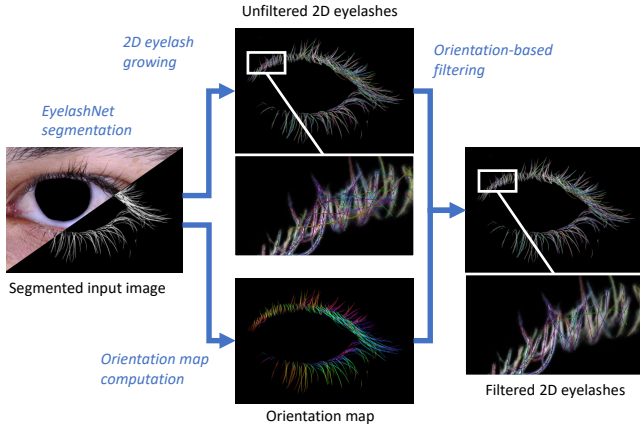 Unfiltered 2D eyelashes
2D eyelash
growing
Orientation-based
filtering
EyelashNet
segmentation
Segmented input image
Orientation map
computation
Filtered 2D eyelashes
Orientation map